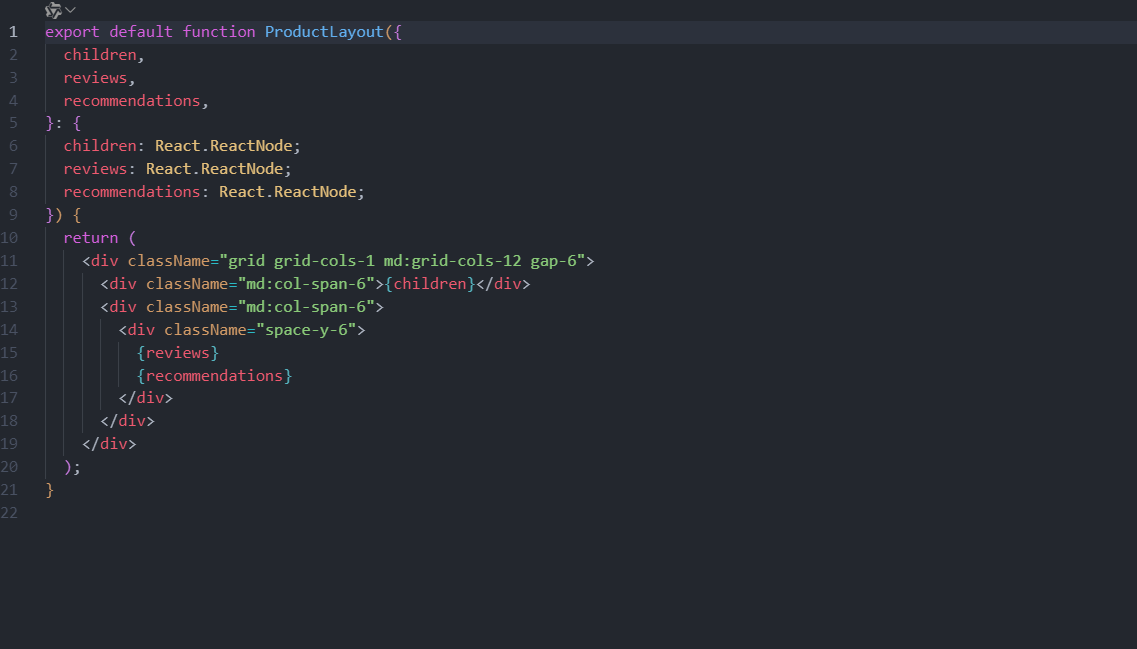 1 export default function ProductLayout({
2   children,
3   reviews,
4   recommendations,
5 }: {
6   children: React.ReactNode;
7   reviews: React.ReactNode;
8   recommendations: React.ReactNode;
9 }) {
10   return (
11     <div className="grid grid-cols-1 md:grid-cols-12 gap-6">
12       <div className="md:col-span-6">{children}</div>
13       <div className="md:col-span-6">
14         <div className="space-y-6">
15           {reviews}
16           {recommendations}
17         </div>
18       </div>
19     </div>
20   );
21 }
22